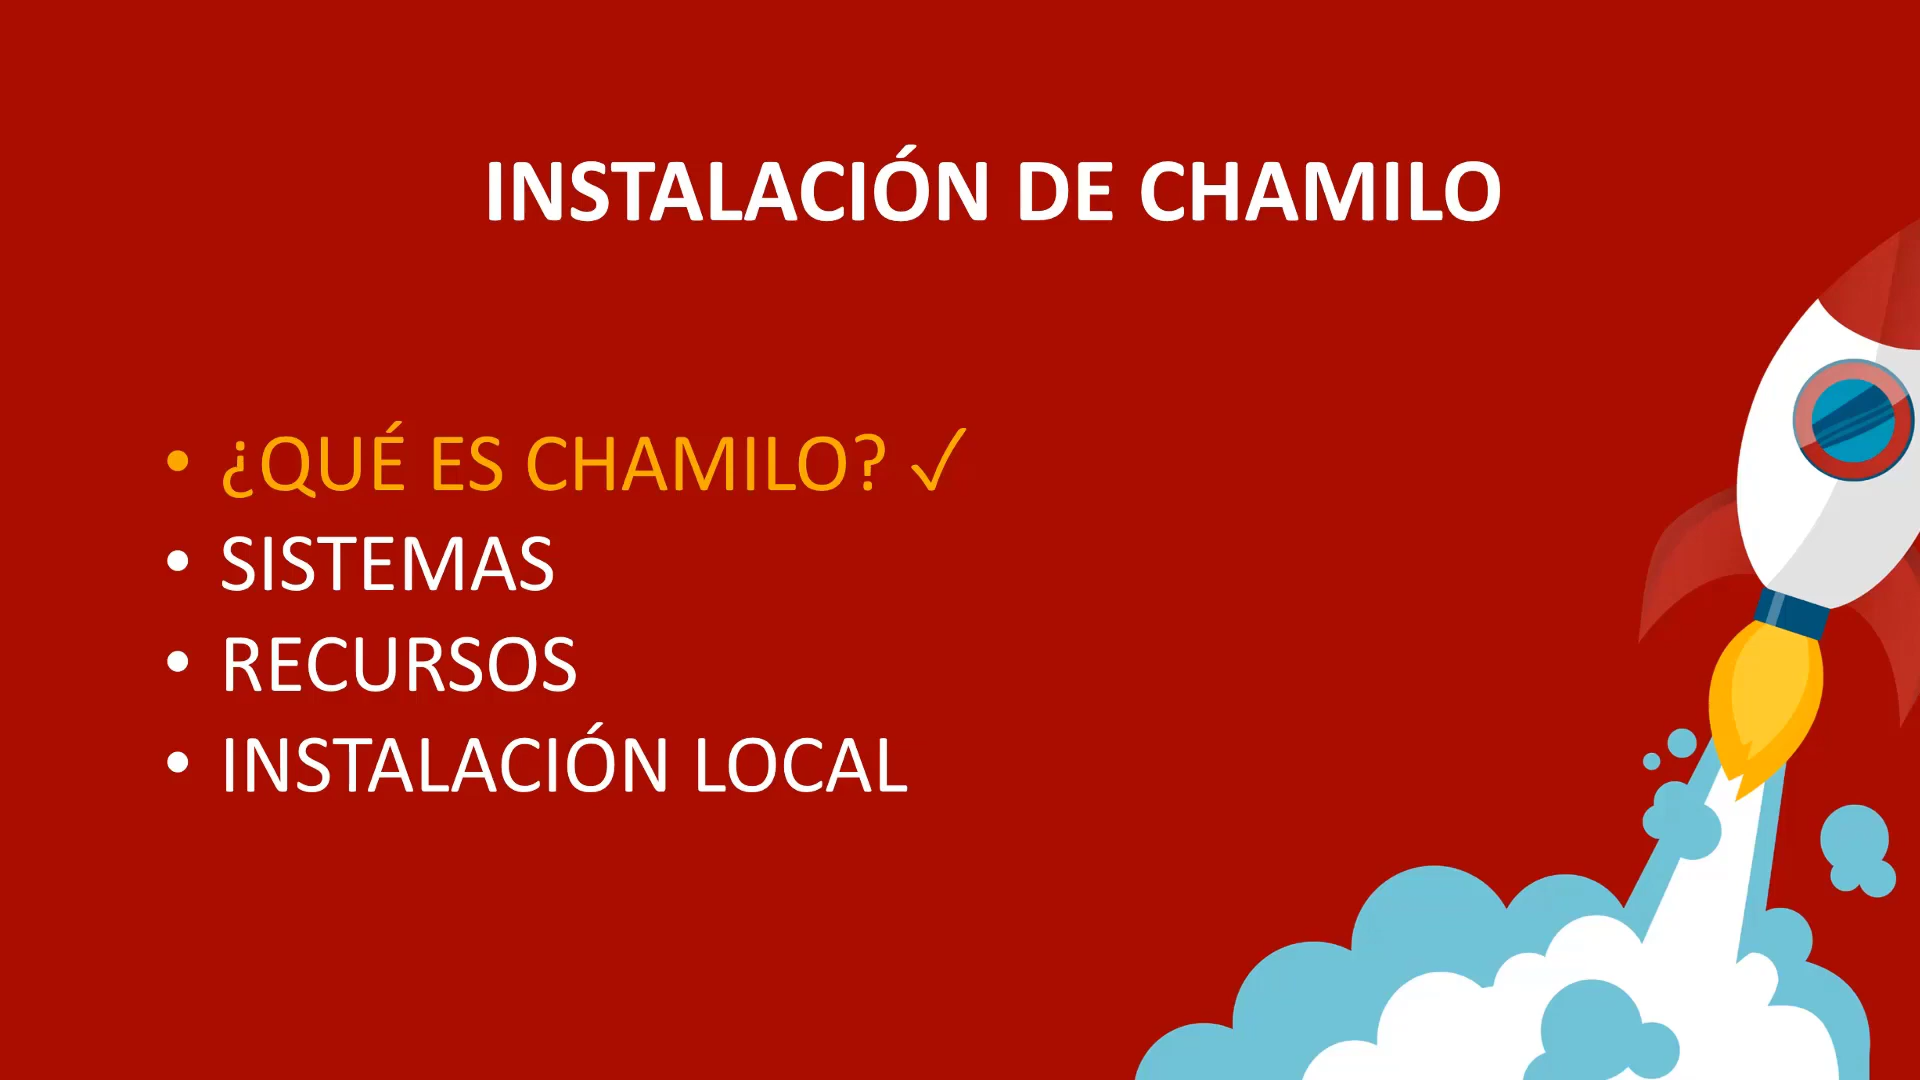 INSTALACIÓN DE CHAMILO
• ¿QUÉ ES CHAMILO? ✓
• SISTEMAS
• RECURSOS
• INSTALACIÓN LOCAL